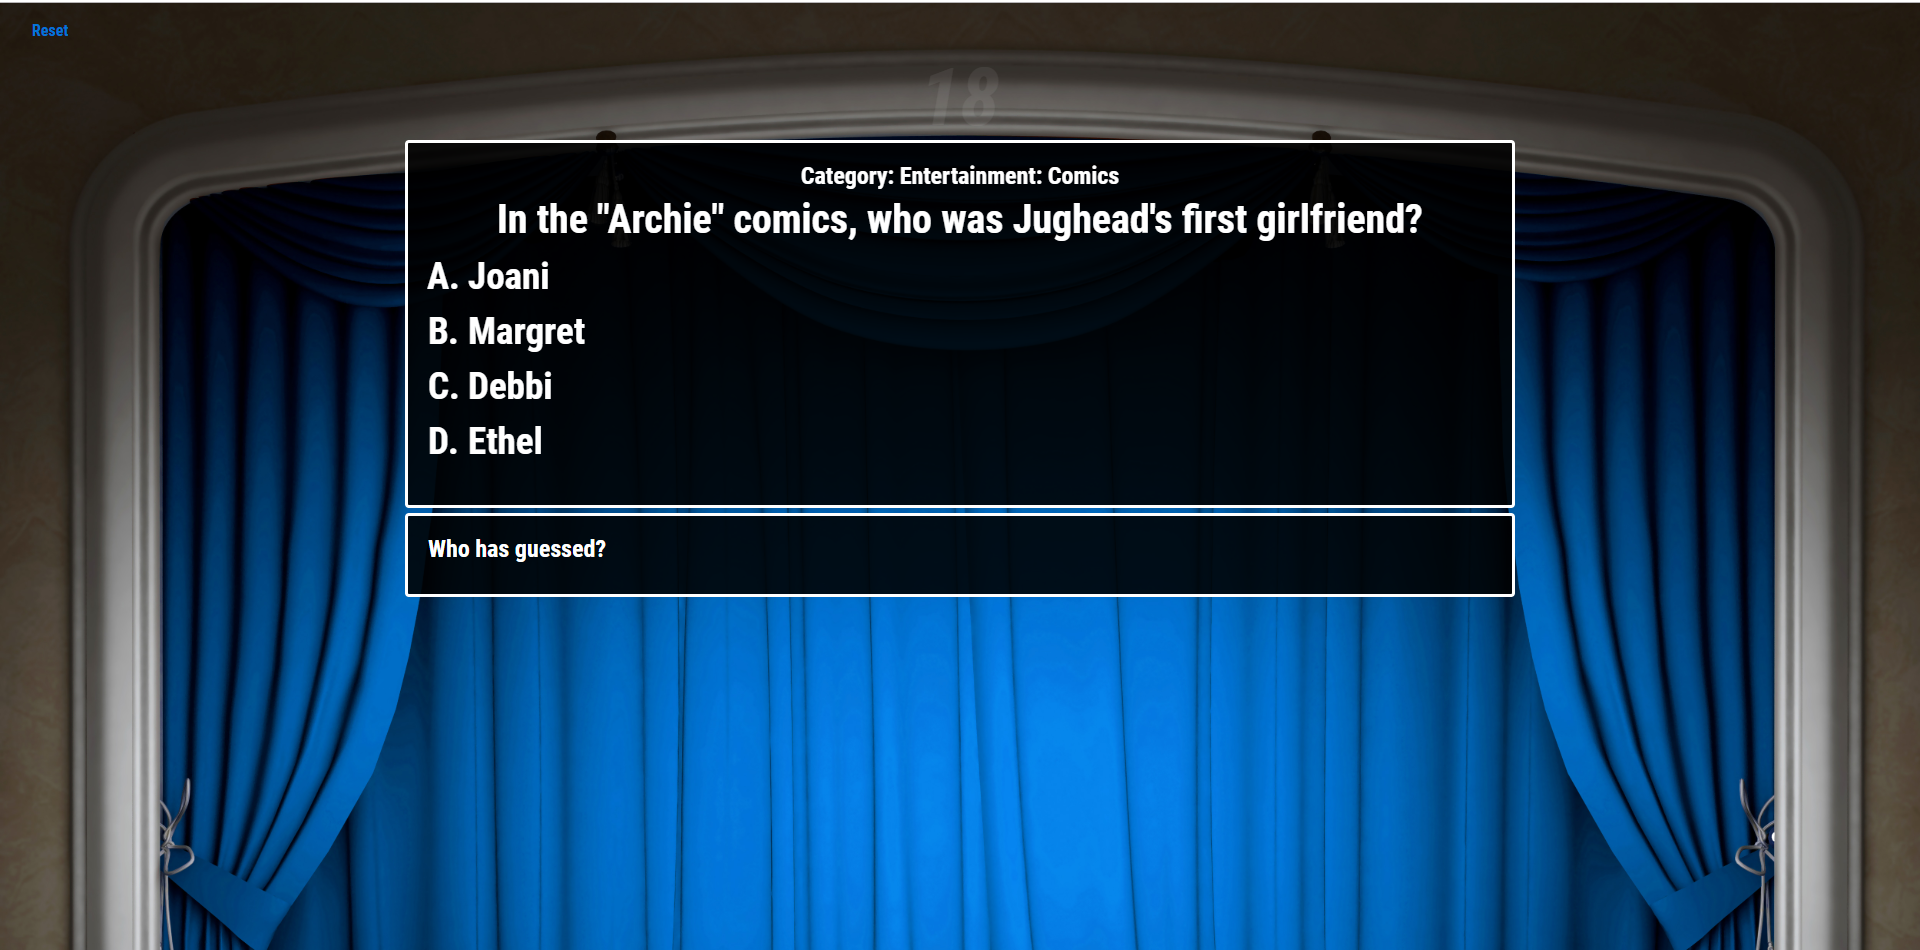 Reset
18
Category: Entertainment: Comics
In the "Archie" comics, who was Jughead's first girlfriend?
A. Joani
B. Margret
C. Debbi
D. Ethel
Who has guessed?